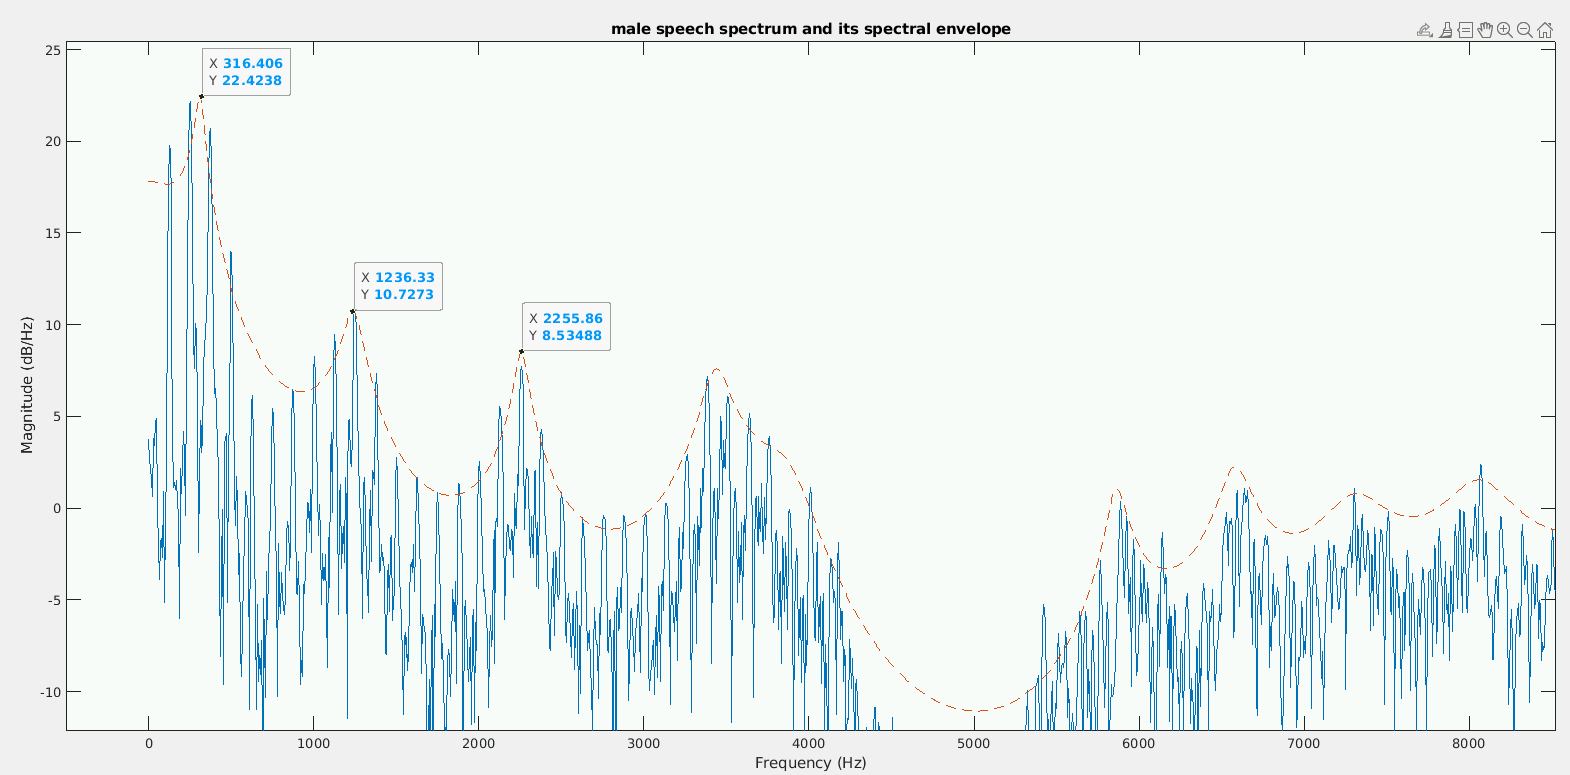 male speech spectrum and its spectral envelope
25
20
15
10
5
0
-5
-10
Magnitude (dB/Hz)
X 316.406
Y 22.4238
X 1236.33
Y 10.7273
X 2255.86
Y 8.53488
0 1000 2000 3000 4000 5000 6000 7000 8000
Frequency (Hz)